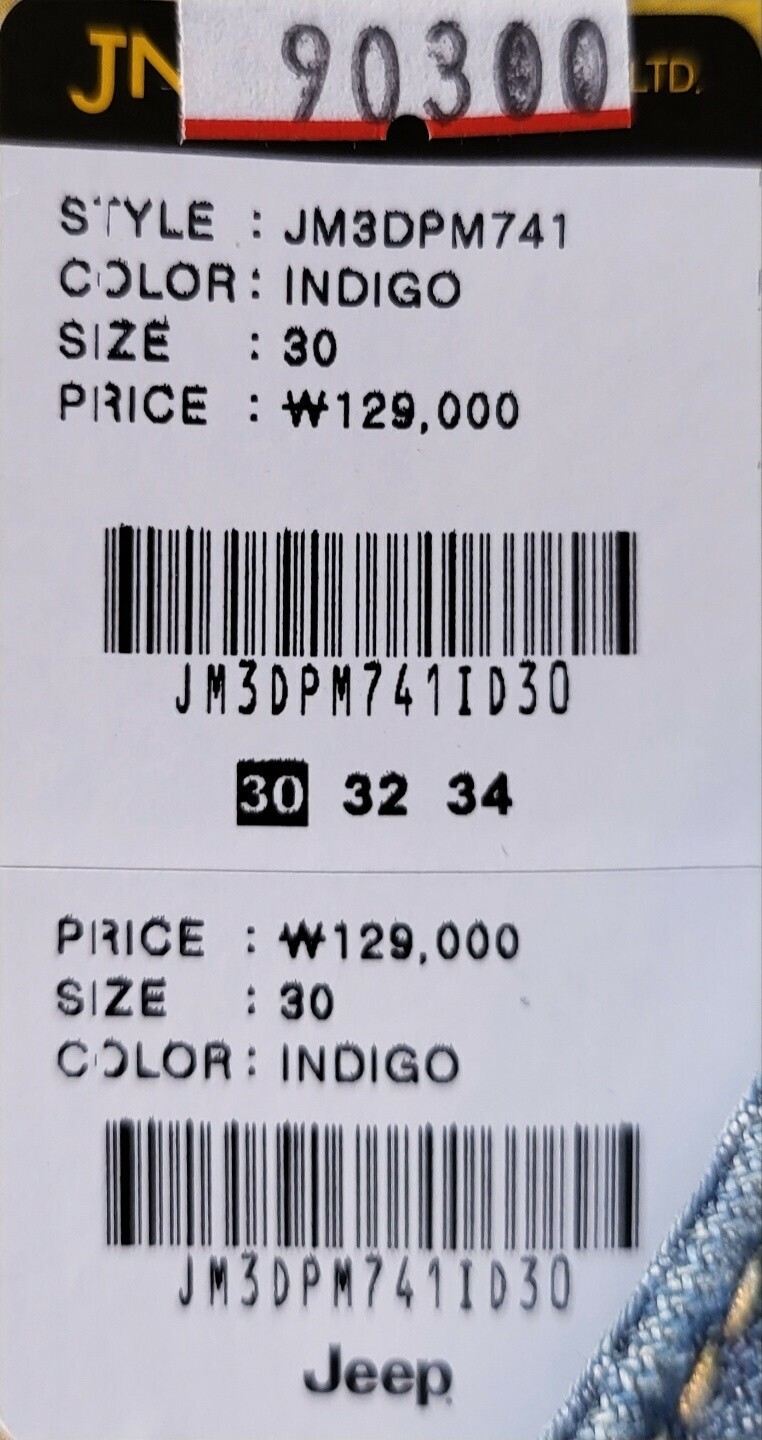 JN
90300
LTD.
STYLE : JM3DPM741
COLOR : INDIGO
SIZE : 30
PRICE : ₩129,000
JM3DPM741ID30
30 32 34
PRICE : ₩129,000
SIZE : 30
COLOR : INDIGO
JM3DPM741ID30
Jeep